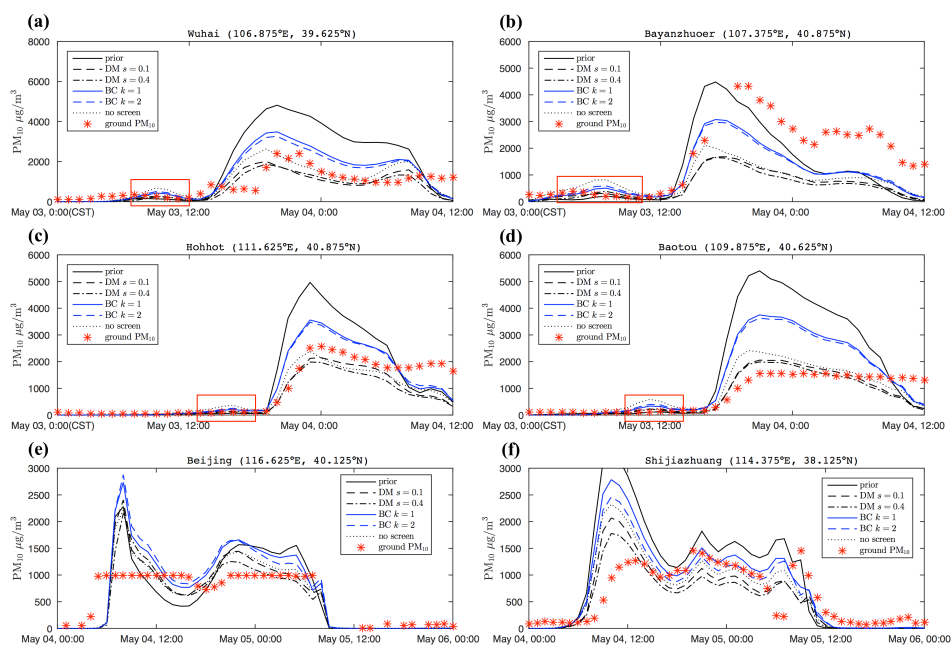 (a)
Wuhai (106.875°E, 39.625°N)
PM10 μg/m3
6000
4000
2000
0
prior
DM s = 0.1
DM s = 0.4
BC k = 1
BC k = 2
no screen
ground PM10
May 03, 0:00(CST)
May 03, 12:00
May 04, 0:00
May 04, 12:00
(b)
Bayanzhuoer (107.375°E, 40.875°N)
PM10 μg/m3
6000
5000
4000
3000
2000
1000
0
prior
DM s = 0.1
DM s = 0.4
BC k = 1
BC k = 2
no screen
ground PM10
May 03, 0:00(CST)
May 03, 12:00
May 04, 0:00
May 04, 12:00
(c)
Hohhot (111.625°E, 40.875°N)
PM10 μg/m3
6000
5000
4000
3000
2000
1000
0
prior
DM s = 0.1
DM s = 0.4
BC k = 1
BC k = 2
no screen
ground PM10
May 03, 0:00(CST)
May 03, 12:00
May 04, 0:00
May 04, 12:00
(d)
Baotou (109.875°E, 40.625°N)
PM10 μg/m3
6000
5000
4000
3000
2000
1000
0
prior
DM s = 0.1
DM s = 0.4
BC k = 1
BC k = 2
no screen
ground PM10
May 03, 0:00(CST)
May 03, 12:00
May 04, 0:00
May 04, 12:00
(e)
Beijing (116.625°E, 40.125°N)
PM10 μg/m3
3000
2500
2000
1500
1000
500
0
prior
DM s = 0.1
DM s = 0.4
BC k = 1
BC k = 2
no screen
ground PM10
May 04, 00:00
May 04, 12:00
May 05, 00:00
May 05, 12:00
May 06, 00:00
(f)
Shijiazhuang (114.375°E, 38.125°N)
PM10 μg/m3
3000
2500
2000
1500
1000
500
0
prior
DM s = 0.1
DM s = 0.4
BC k = 1
BC k = 2
no screen
ground PM10
May 04, 00:00
May 04, 12:00
May 05, 00:00
May 05, 12:00
May 06, 00:00